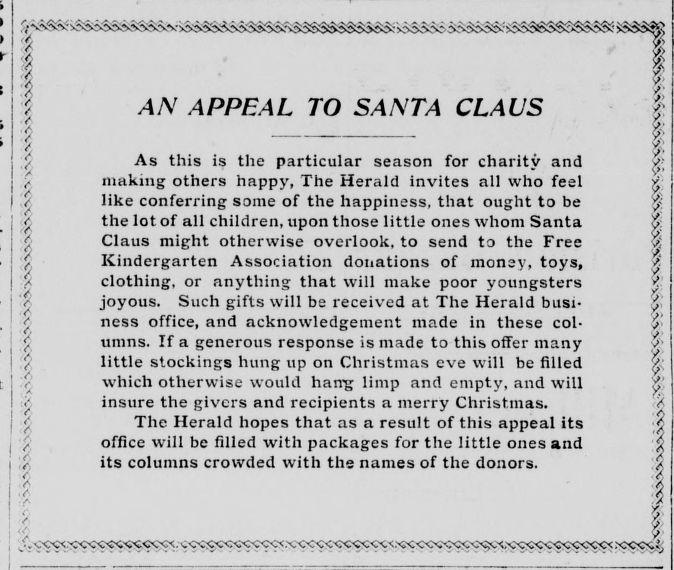 AN APPEAL TO SANTA CLAUS
As this is the particular season for charity and
making others happy, The Herald invites all who feel
like conferring some of the happiness, that ought to be
the lot of all children, upon those little ones whom Santa
Claus might otherwise overlook, to send to the Free
Kindergarten Association donations of money, toys,
clothing, or anything that will make poor youngsters
joyous. Such gifts will be received at The Herald busi-
ness office, and acknowledgement made in these col-
umns. If a generous response is made to this offer many
little stockings hung up on Christmas eve will be filled
which otherwise would hang limp and empty, and will
insure the givers and recipients a merry Christmas.
The Herald hopes that as a result of this appeal its
office will be filled with packages for the little ones and
its columns crowded with the names of the donors.